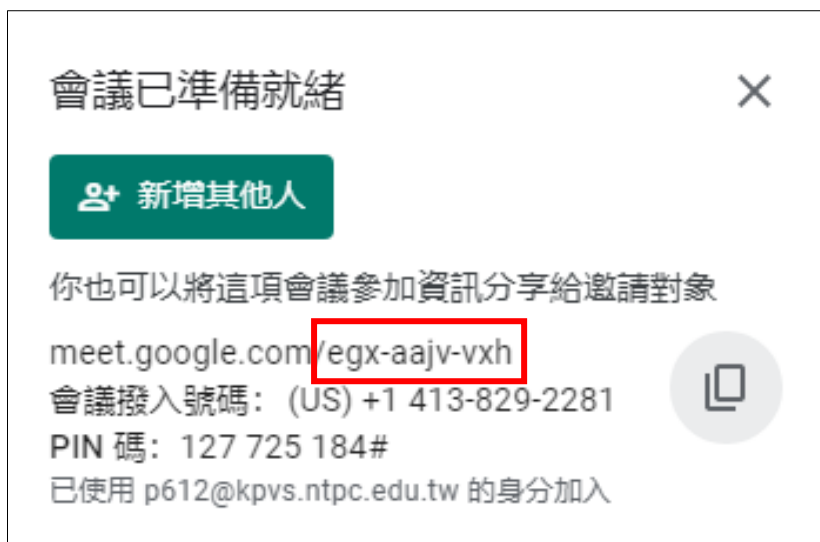 會議已準備就緒
新增其他人
你也可以將這項會議參加資訊分享給邀請對象
meet.google.com/egx-aajv-vxh
會議撥入號碼： (US) +1 413-829-2281
PIN 碼： 127 725 184#
已使用 p612@kpvs.ntpc.edu.tw 的身分加入